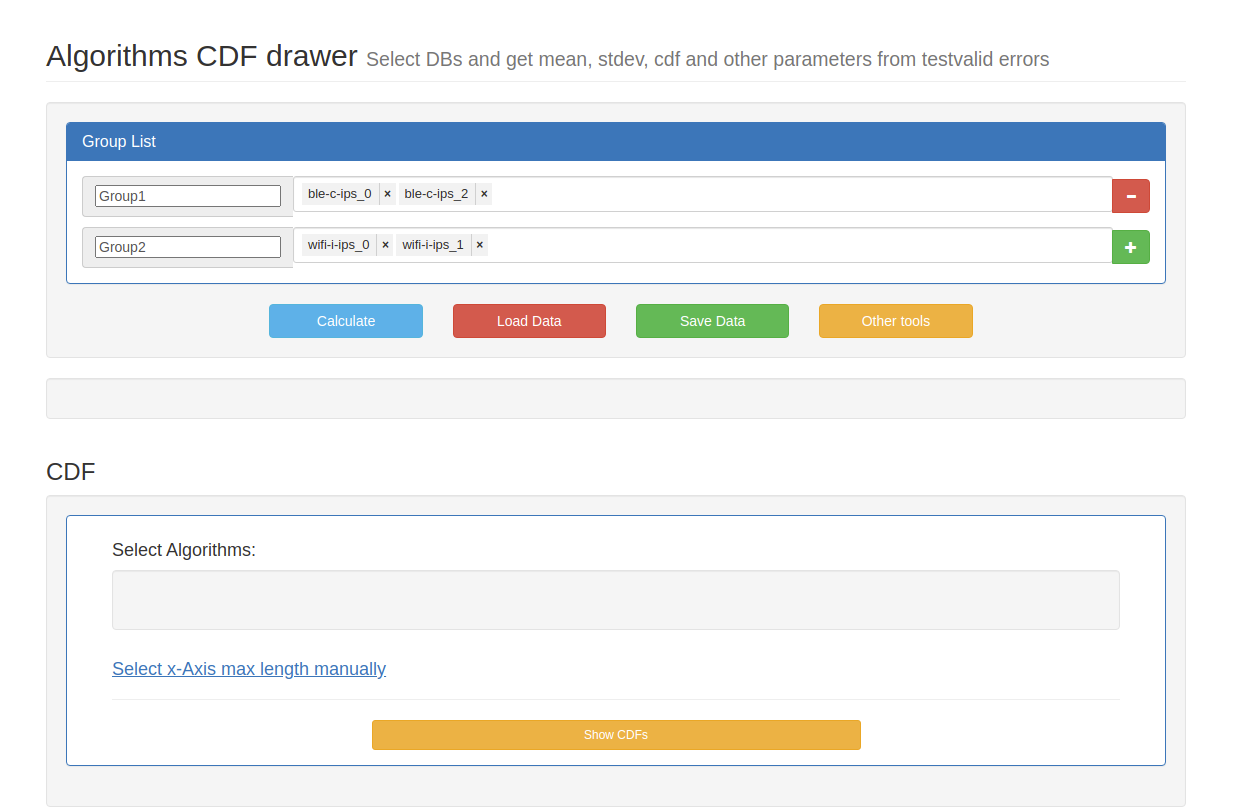 Algorithms CDF drawer Select DBs and get mean, stdev, cdf and other parameters from testvalid errors
Group List
Group1 ble-c-ips_0 × ble-c-ips_2 ×
Group2 wifi-i-ips_0 × wifi-i-ips_1 ×
Calculate Load Data Save Data Other tools
CDF
Select Algorithms:
Select x-Axis max length manually
Show CDFs